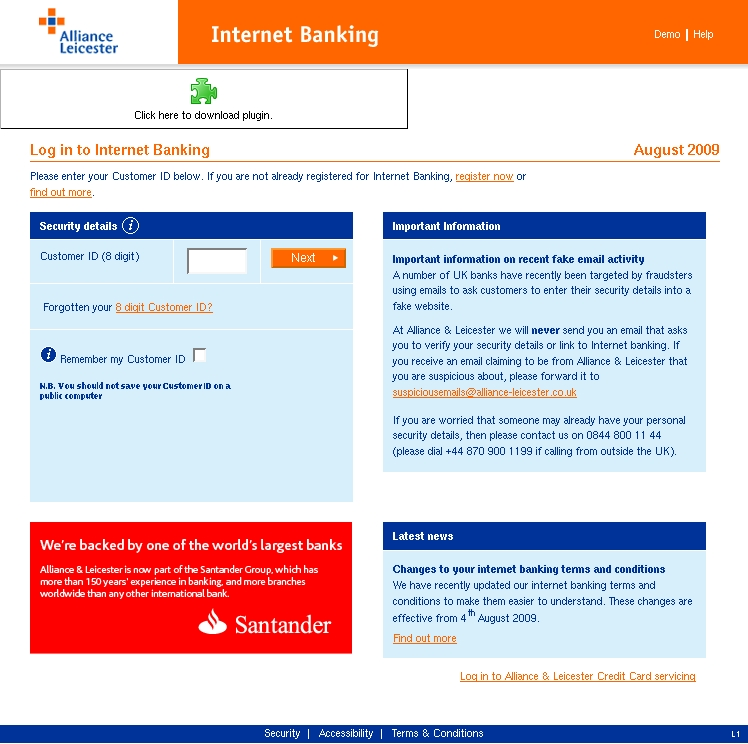 Alliance
Leicester
Internet Banking
Demo | Help
Click here to download plugin.
Log in to Internet Banking
August 2009
Please enter your Customer ID below. If you are not already registered for Internet Banking, register now or
find out more.
Security details i
Customer ID (8 digit)
Next
Forgotten your 8 digit Customer ID?
i Remember my Customer ID
N.B. You should not save your Customer ID on a
public computer
Important Information
Important information on recent fake email activity
A number of UK banks have recently been targeted by fraudsters
using emails to ask customers to enter their security details into a
fake website.
At Alliance & Leicester we will never send you an email that asks
you to verify your security details or link to Internet banking. If
you receive an email claiming to be from Alliance & Leicester that
you are suspicious about, please forward it to
suspiciousemails@alliance-leicester.co.uk
If you are worried that someone may already have your personal
security details, then please contact us on 0844 800 11 44
(please dial +44 870 900 1199 if calling from outside the UK).
We're backed by one of the world's largest banks
Alliance & Leicester is now part of the Santander Group, which has
more than 150 years' experience in banking, and more branches
worldwide than any other international bank.
Santander
Latest news
Changes to your internet banking terms and conditions
We have recently updated our internet banking terms and
conditions to make them easier to understand. These changes are
effective from 4th August 2009.
Find out more
Log in to Alliance & Leicester Credit Card servicing
Security | Accessibility | Terms & Conditions
L1